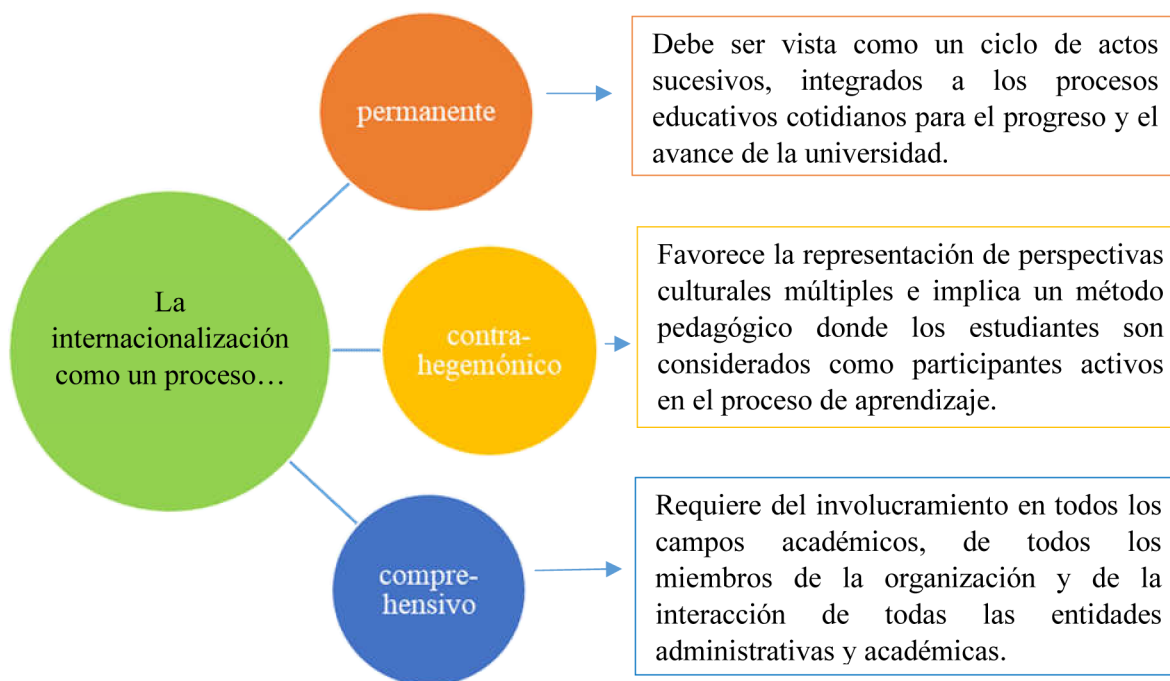 La
internacionalización
como un proceso…
permanente
Debe ser vista como un ciclo de actos
sucesivos, integrados a los procesos
educativos cotidianos para el progreso y el
avance de la universidad.
contra-
hegemónico
Favorece la representación de perspectivas
culturales múltiples e implica un método
pedagógico donde los estudiantes son
considerados como participantes activos
en el proceso de aprendizaje.
compre-
hensivo
Requiere del involucramiento en todos los
campos académicos, de todos los
miembros de la organización y de la
interacción de todas las entidades
administrativas y académicas.